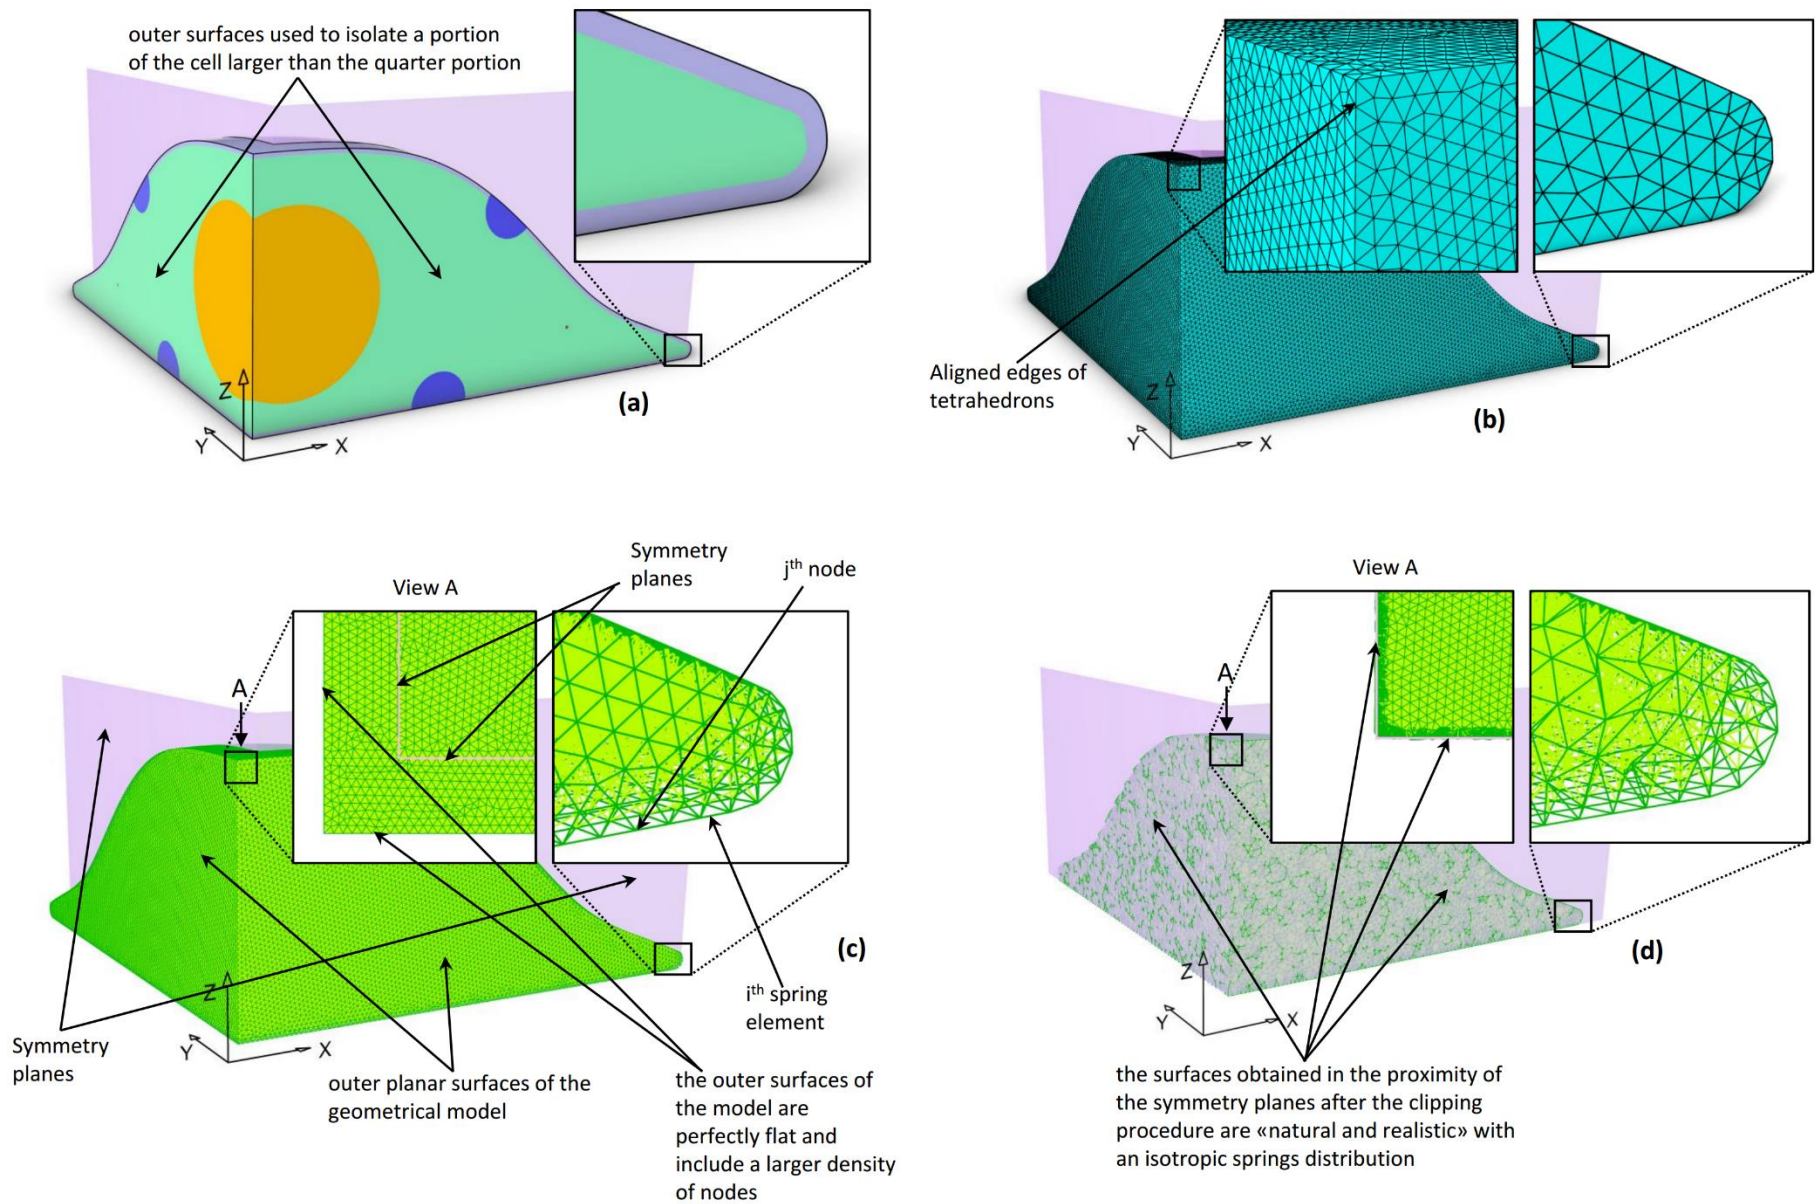 outer surfaces used to isolate a portion
of the cell larger than the quarter portion
Z
Y
X
(a)
Aligned edges of
tetrahedrons
Z
Y
X
(b)
View A
Symmetry
planes
jth node
A
(c)
Z
Y
X
Symmetry
planes
outer planar surfaces of the
geometrical model
ith spring
element
the outer surfaces of
the model are
perfectly flat and
include a larger density
of nodes
View A
A
(d)
Z
Y
X
the surfaces obtained in the proximity of
the symmetry planes after the clipping
procedure are «natural and realistic» with
an isotropic springs distribution